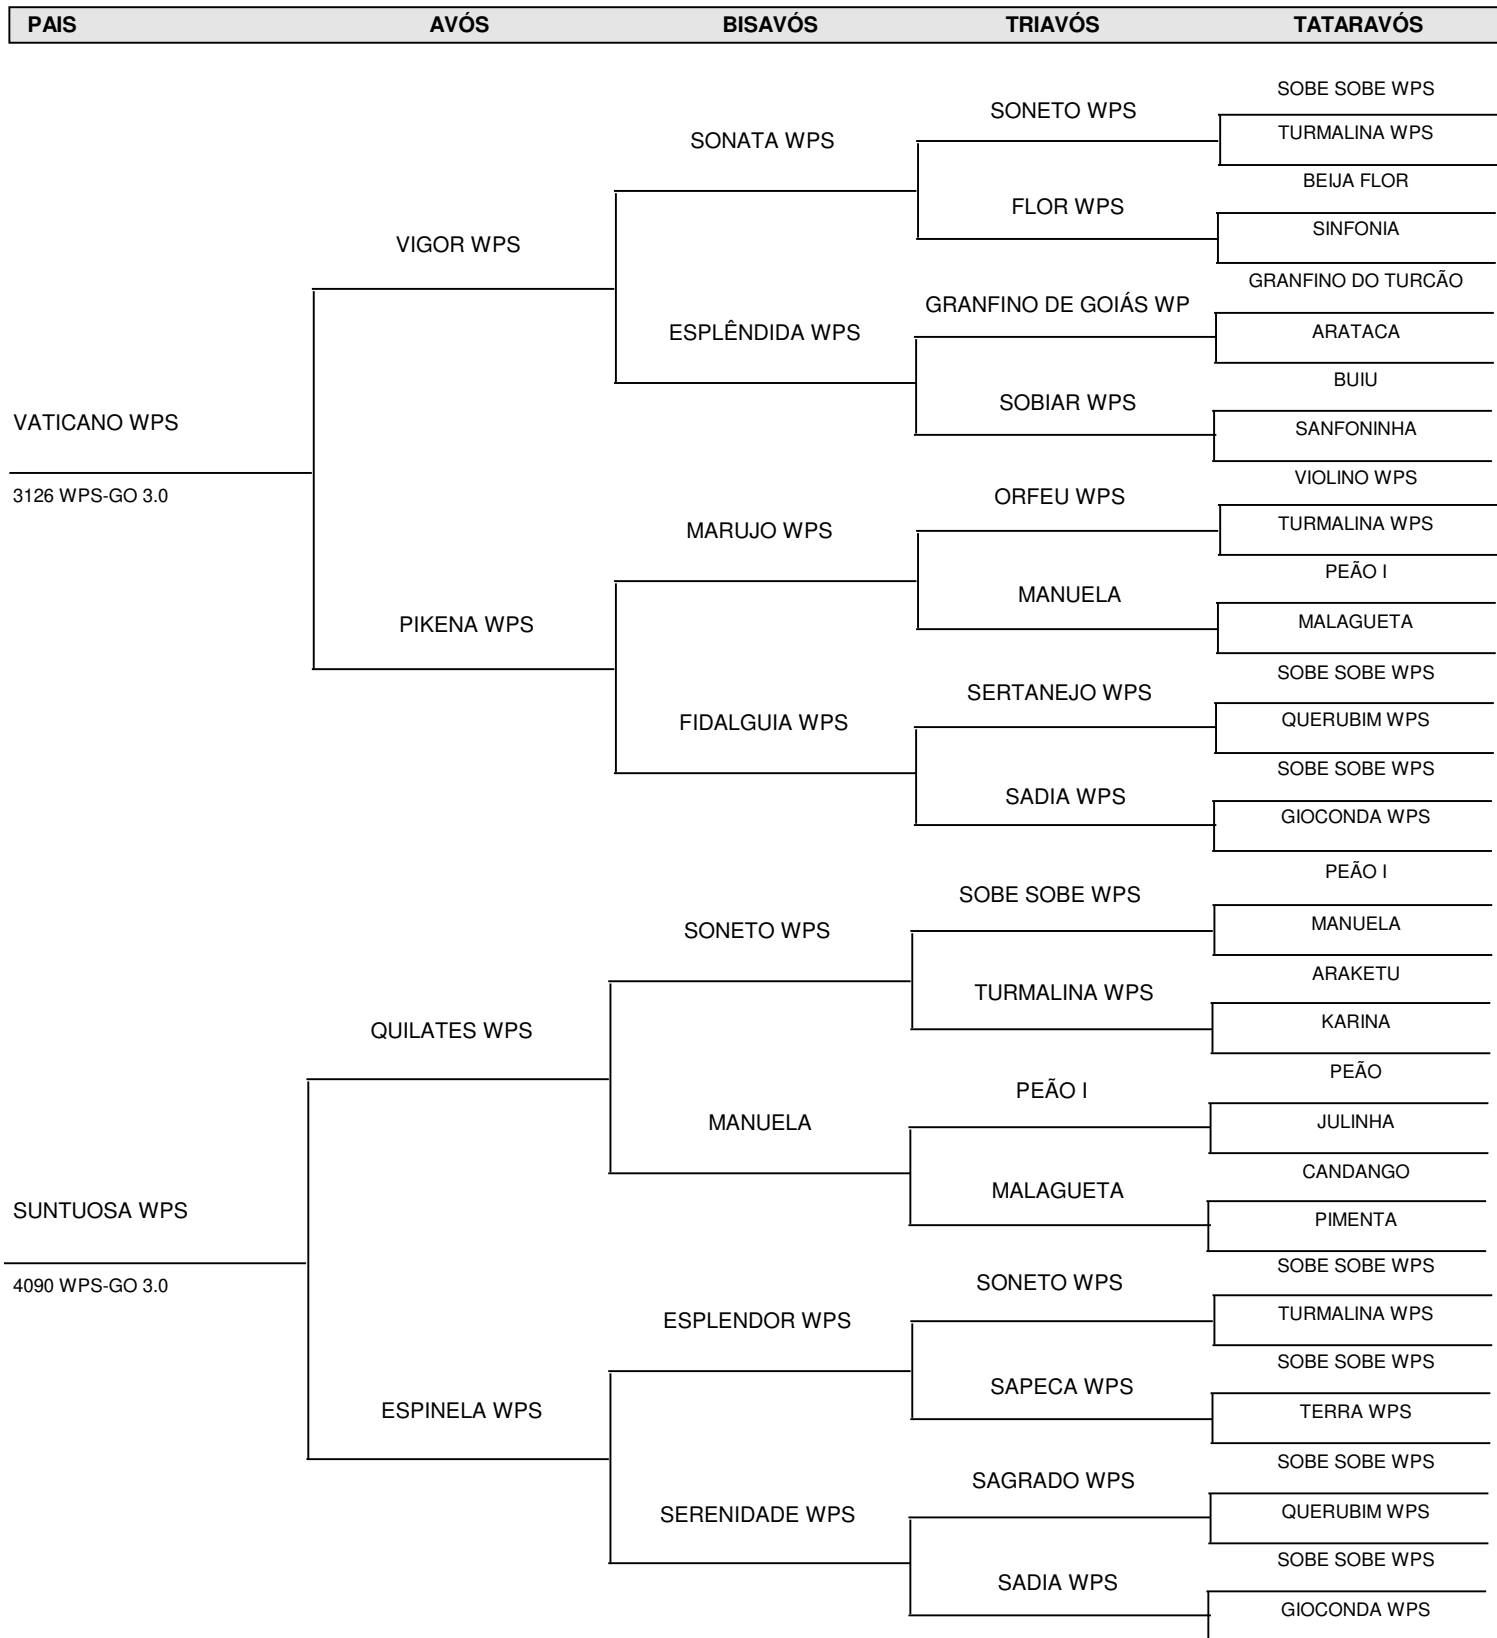 PAIS AVÓS BISAVÓS TRIAVÓS TATARAVÓS
SOBE SOBE WPS
SONETO WPS
TURMALINA WPS
SONATA WPS
BEIJA FLOR
FLOR WPS
SINFONIA
VIGOR WPS
GRANFINO DO TURCÃO
GRANFINO DE GOIÁS WP
ARATACA
ESPLÊNDIDA WPS
BUIU
SOBIAR WPS
SANFONINHA
VATICANO WPS
3126 WPS-GO 3.0
VIOLINO WPS
ORFEU WPS
TURMALINA WPS
MARUJO WPS
PEÃO I
MANUELA
MALAGUETA
PIKENA WPS
SOBE SOBE WPS
SERTANEJO WPS
QUERUBIM WPS
FIDALGUIA WPS
SOBE SOBE WPS
SADIA WPS
GIOCONDA WPS
PEÃO I
SOBE SOBE WPS
MANUELA
SONETO WPS
ARAKETU
TURMALINA WPS
KARINA
QUILATES WPS
PEÃO
PEÃO I
JULINHA
MANUELA
CANDANGO
MALAGUETA
PIMENTA
SUNTUOSA WPS
4090 WPS-GO 3.0
SOBE SOBE WPS
SONETO WPS
TURMALINA WPS
ESPLENDOR WPS
SOBE SOBE WPS
SAPECA WPS
TERRA WPS
ESPINELA WPS
SOBE SOBE WPS
SAGRADO WPS
QUERUBIM WPS
SERENIDADE WPS
SOBE SOBE WPS
SADIA WPS
GIOCONDA WPS